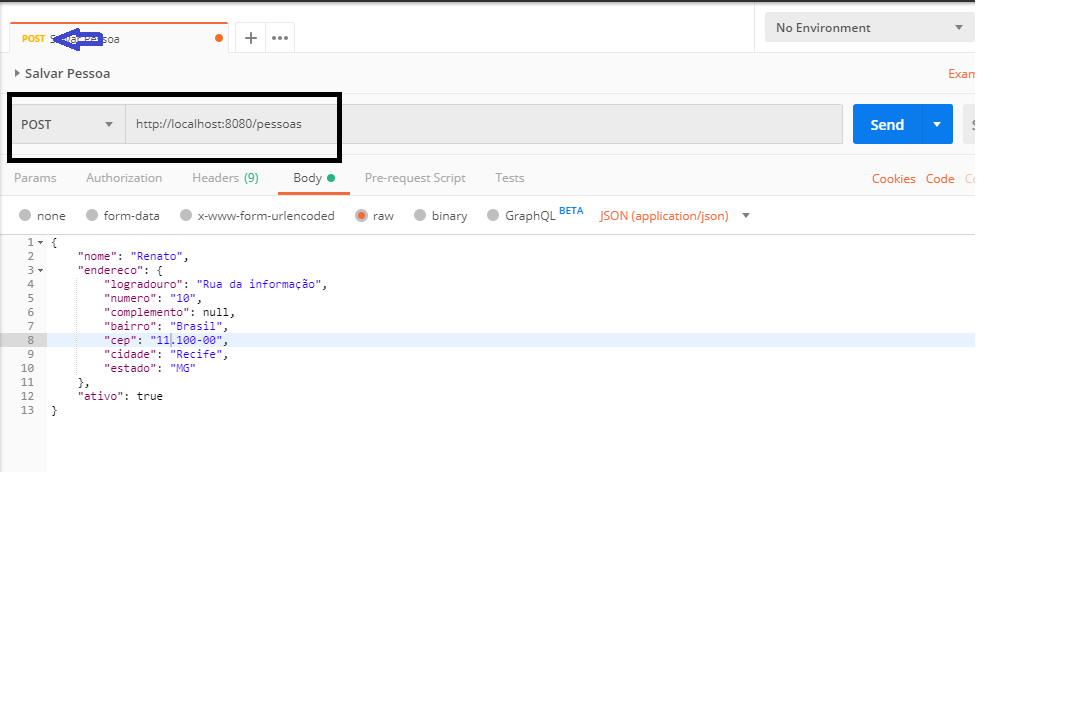 POST
No Environment
Salvar Pessoa
POST http://localhost:8080/pessoas Send
Params Authorization Headers (9) Body Pre-request Script Tests Cookies Code
none form-data x-www-form-urlencoded raw binary GraphQL BETA JSON (application/json)
1 {
2 "nome": "Renato",
3 "endereco": {
4 "logradouro": "Rua da informação",
5 "numero": "10",
6 "complemento": null,
7 "bairro": "Brasil",
8 "cep": "11.100-00",
9 "cidade": "Recife",
10 "estado": "MG"
11 },
12 "ativo": true
13 }